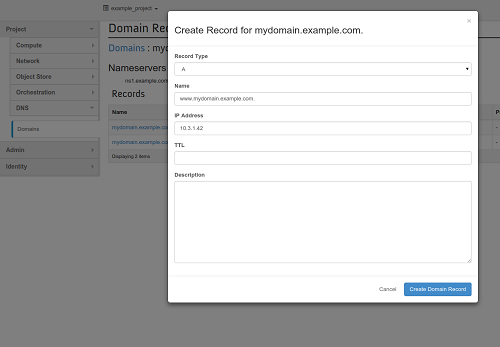 example_project
Project
Compute
Network
Object Store
Orchestration
DNS
Domains
Admin
Identity
Domain Rec
Domains : myd
Nameservers
ns1.example.com
Records
Name
mydomain.example.com
mydomain.example.com
Displaying 2 items
P
-
-
×
Create Record for mydomain.example.com.
Record Type
A
Name
www.mydomain.example.com.
IP Address
10.3.1.42
TTL
Description
Cancel
Create Domain Record